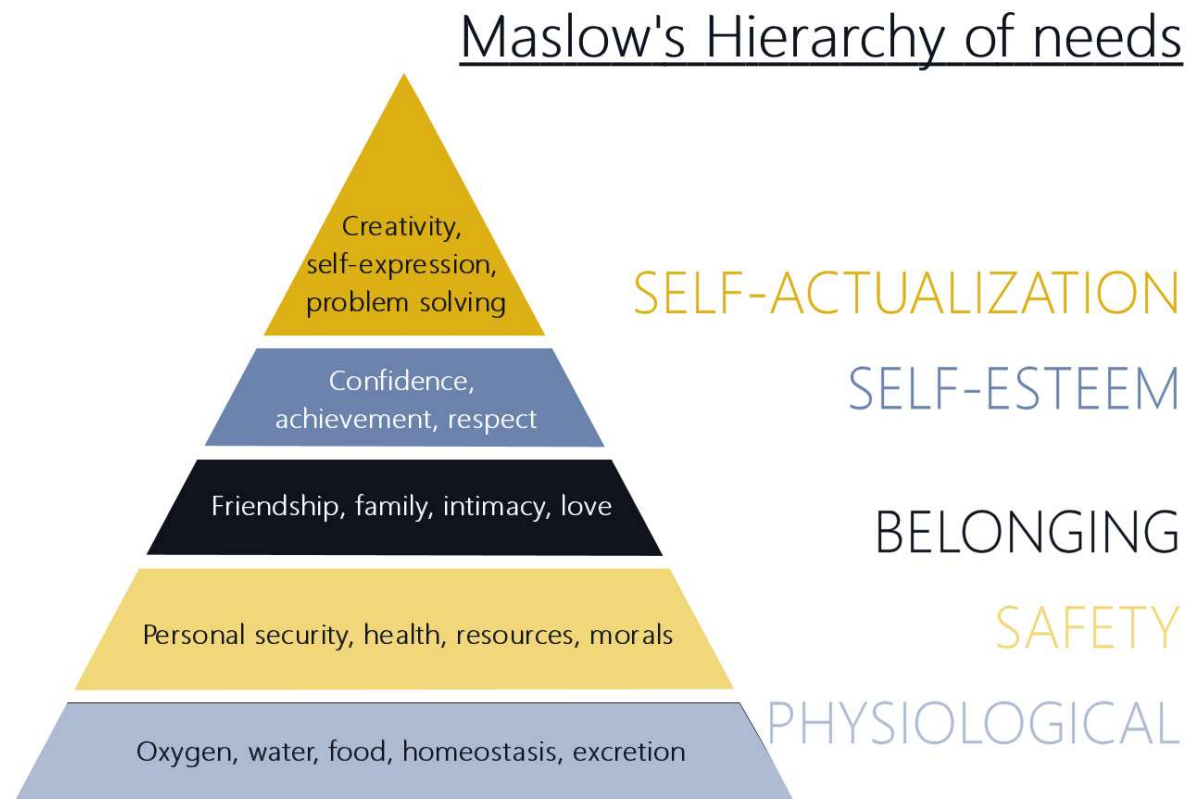 Maslow's Hierarchy of needs
Creativity,
self-expression,
problem solving
SELF-ACTUALIZATION
Confidence,
achievement, respect
SELF-ESTEEM
Friendship, family, intimacy, love
BELONGING
Personal security, health, resources, morals
SAFETY
Oxygen, water, food, homeostasis, excretion
PHYSIOLOGICAL